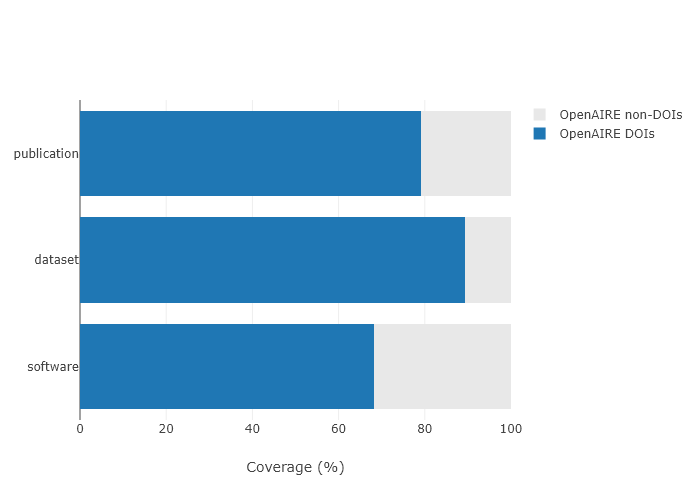 OpenAIRE non-DOIs
OpenAIRE DOIs
publication
dataset
software
0 20 40 60 80 100
Coverage (%)